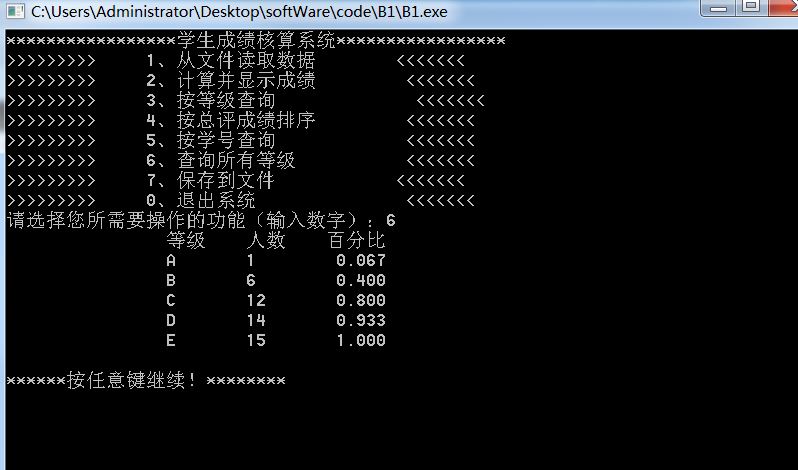 C:\Users\Administrator\Desktop\softWare\code\B1\B1.exe
*****************学生成绩核算系统*****************
>>>>>>>>> 1、从文件读取数据 <<<<<<<
>>>>>>>>> 2、计算并显示成绩 <<<<<<<
>>>>>>>>> 3、按等级查询 <<<<<<<
>>>>>>>>> 4、按总评成绩排序 <<<<<<<
>>>>>>>>> 5、按学号查询 <<<<<<<
>>>>>>>>> 6、查询所有等级 <<<<<<<
>>>>>>>>> 7、保存到文件 <<<<<<<
>>>>>>>>> 0、退出系统 <<<<<<<
请选择您所需要操作的功能（输入数字）：6
等级 人数 百分比
A 1 0.067
B 6 0.400
C 12 0.800
D 14 0.933
E 15 1.000
******按任意键继续！********